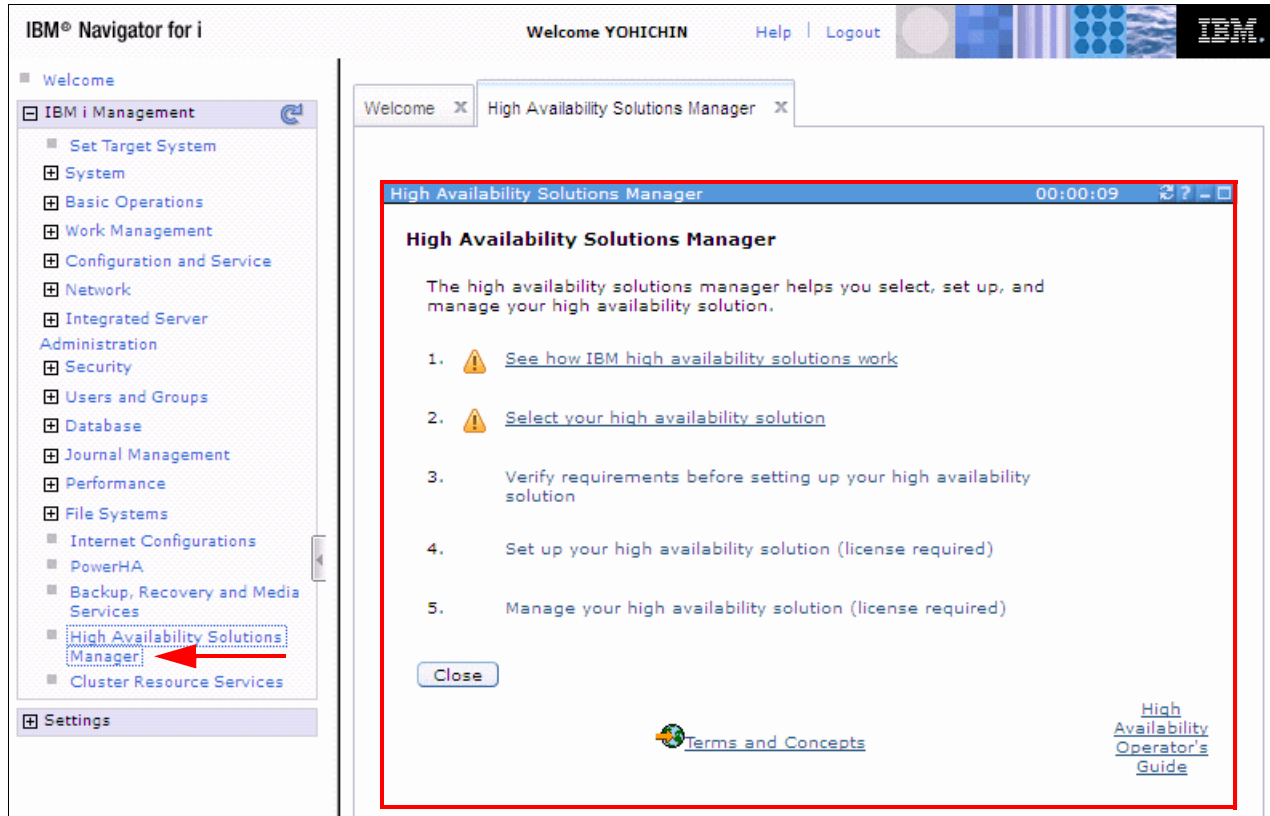 IBM® Navigator for i
Welcome YOHICHIN
Help
Logout
IBM.
Welcome
IBM i Management
Set Target System
System
Basic Operations
Work Management
Configuration and Service
Network
Integrated Server
Administration
Security
Users and Groups
Database
Journal Management
Performance
File Systems
Internet Configurations
PowerHA
Backup, Recovery and Media
Services
High Availability Solutions
Manager
Cluster Resource Services
Settings
Welcome X
High Availability Solutions Manager X
High Availability Solutions Manager 00:00:09 ?
High Availability Solutions Manager
The high availability solutions manager helps you select, set up, and
manage your high availability solution.
1. See how IBM high availability solutions work
2. Select your high availability solution
3. Verify requirements before setting up your high availability
solution
4. Set up your high availability solution (license required)
5. Manage your high availability solution (license required)
Close
Terms and Concepts
High
Availability
Operator's
Guide